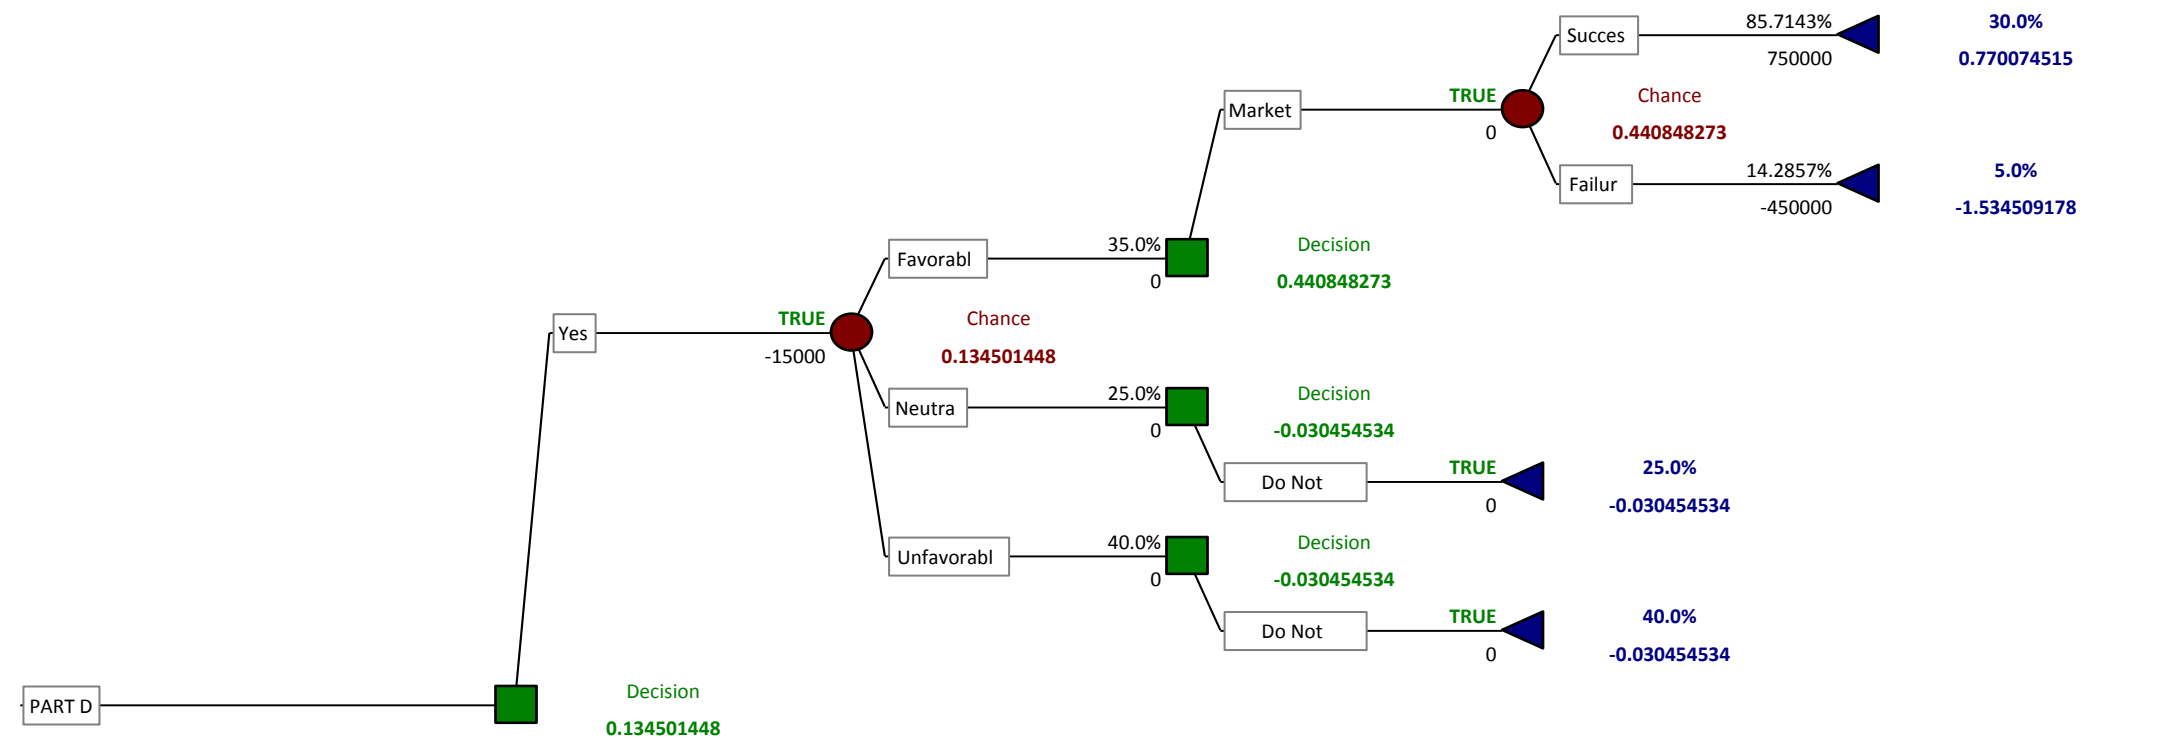 Succes
85.7143%
30.0%
750000
0.770074515
Market
TRUE
Chance
0
0.440848273
Failur
14.2857%
5.0%
-450000
-1.534509178
Favorabl
35.0%
Decision
0
0.440848273
Yes
TRUE
Chance
-15000
0.134501448
Neutra
25.0%
Decision
0
-0.030454534
Do Not
TRUE
25.0%
0
-0.030454534
Unfavorabl
40.0%
Decision
0
-0.030454534
Do Not
TRUE
40.0%
0
-0.030454534
PART D
Decision
0.134501448